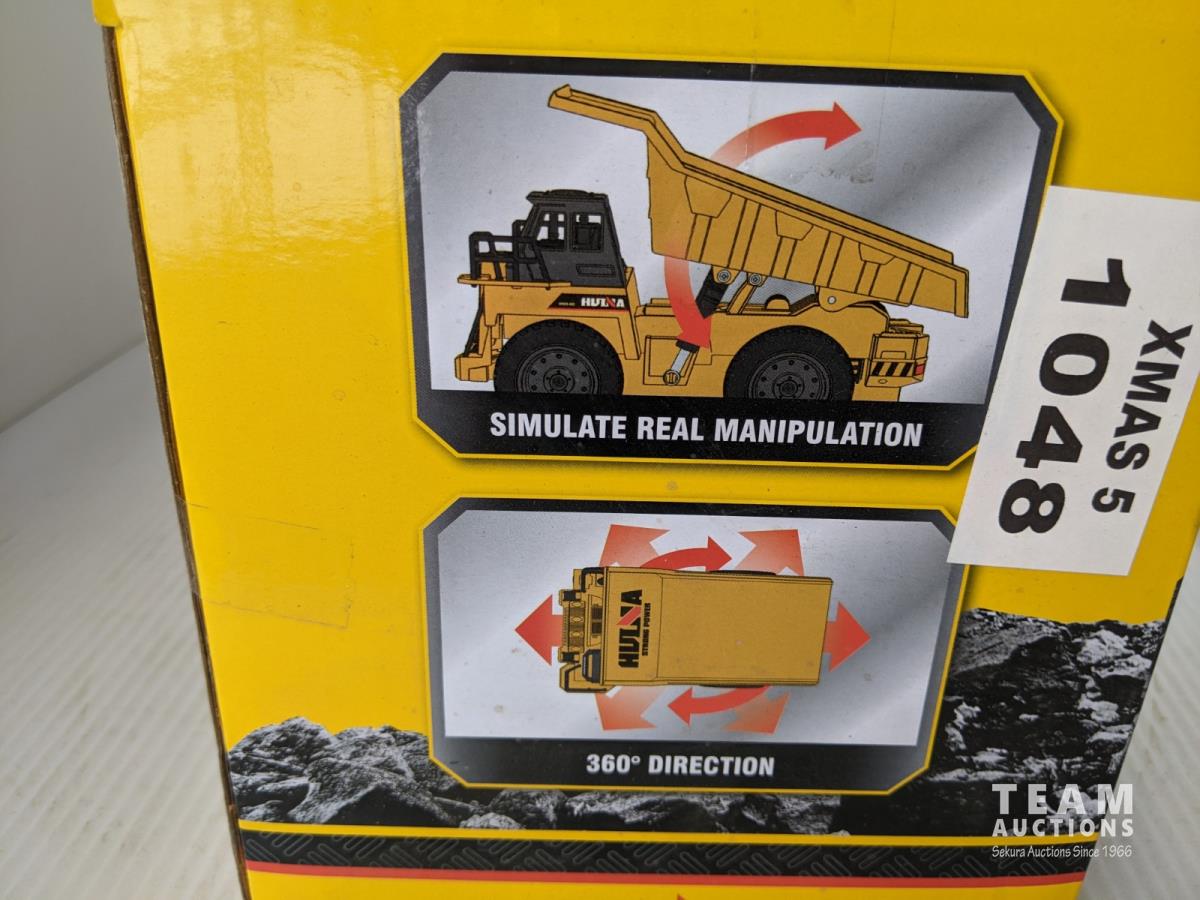 HUINA
SIMULATE REAL MANIPULATION
XMAS 5
1048
HUINA
STRONG POWER
360° DIRECTION
TEAM
AUCTIONS
Sekura Auctions Since 1966